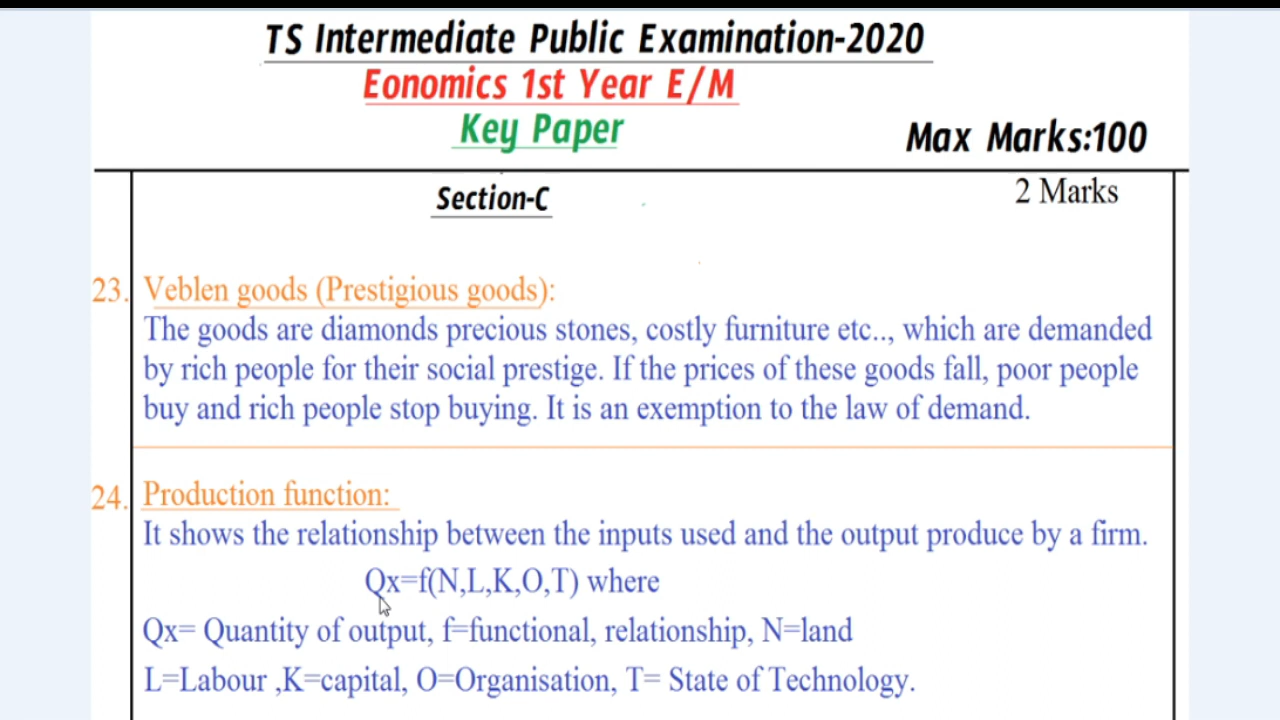 TS Intermediate Public Examination-2020
Eonomics 1st Year E/M
Key Paper
Max Marks:100
Section-C
2 Marks
23. Veblen goods (Prestigious goods):
The goods are diamonds precious stones, costly furniture etc.., which are demanded
by rich people for their social prestige. If the prices of these goods fall, poor people
buy and rich people stop buying. It is an exemption to the law of demand.
24. Production function:
It shows the relationship between the inputs used and the output produce by a firm.
Qx=f(N,L,K,O,T) where
Qx= Quantity of output, f=functional, relationship, N=land
L=Labour ,K=capital, O=Organisation, T= State of Technology.